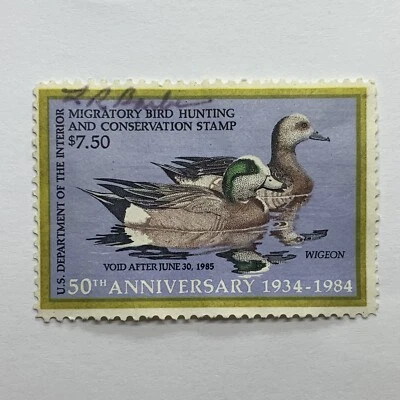 MIGRATORY BIRD HUNTING
AND CONSERVATION STAMP
$7.50
U.S. DEPARTMENT OF THE INTERIOR
VOID AFTER JUNE 30, 1985
WIGEON
50TH ANNIVERSARY 1934-1984